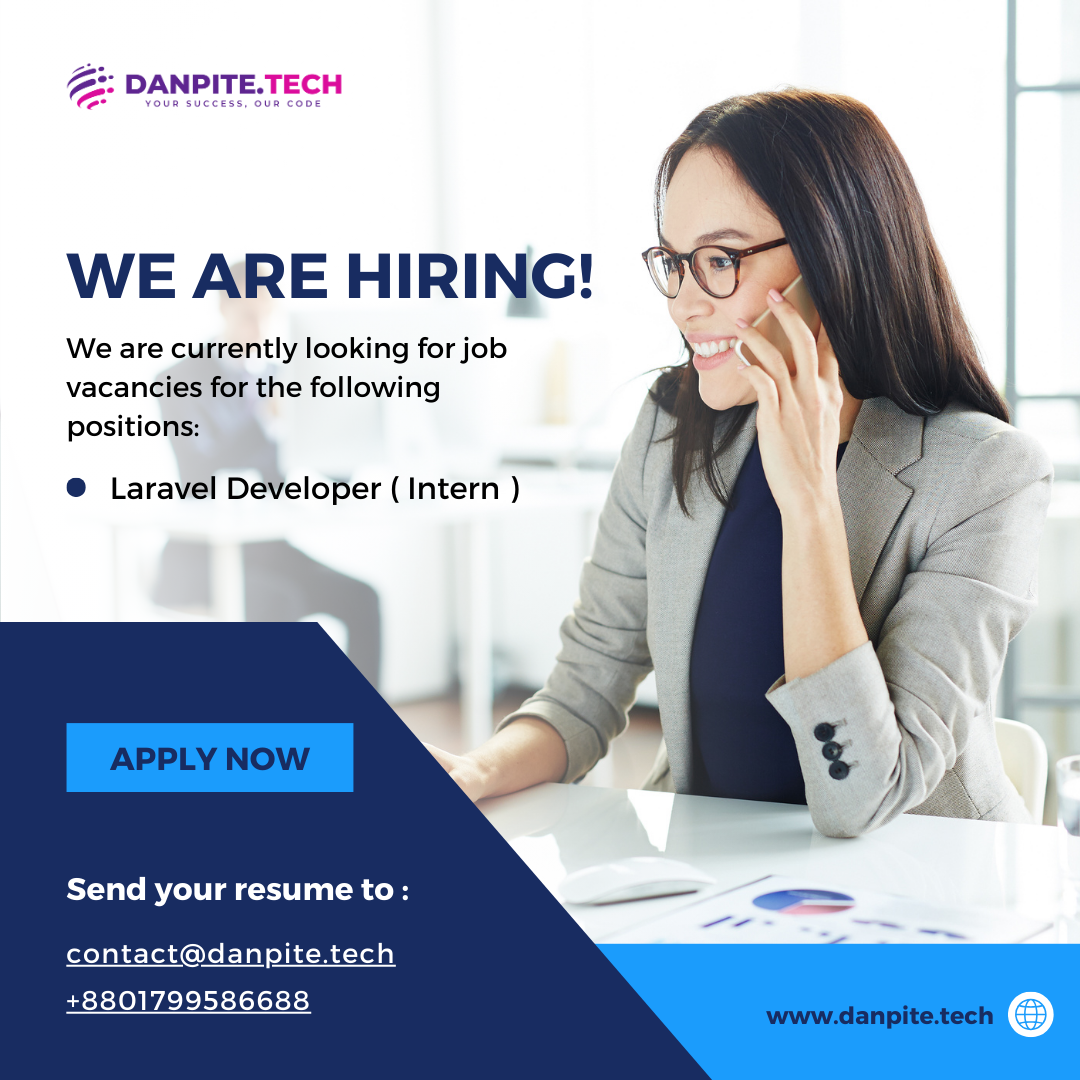 DANPITE.TECH
YOUR SUCCESS, OUR CODE
WE ARE HIRING!
We are currently looking for job
vacancies for the following
positions:
Laravel Developer ( Intern )
APPLY NOW
Send your resume to :
contact@danpite.tech
+8801799586688
www.danpite.tech